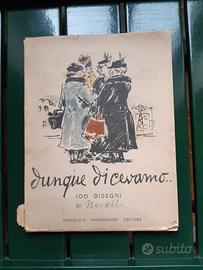 dunque dicevamo..
100 DISEGNI
DI Novello
ARNOLDO MONDADORI EDITORE
subito